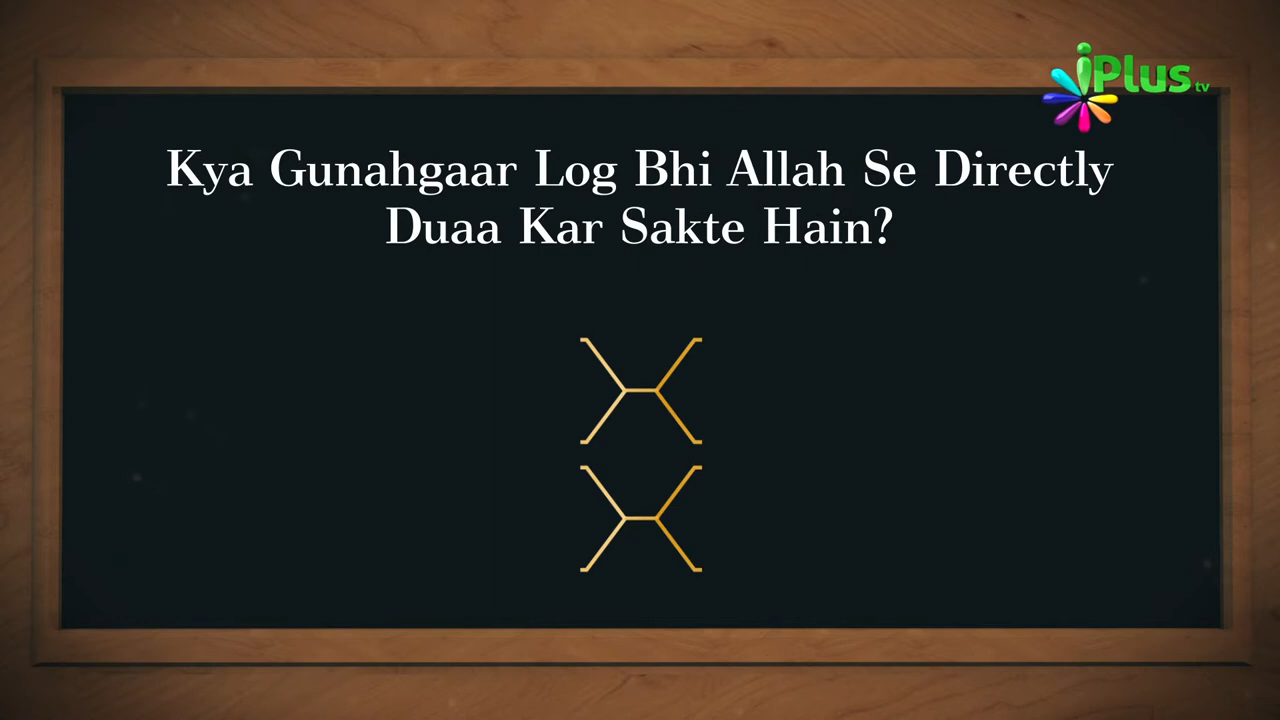 iPlus tv
Kya Gunahgaar Log Bhi Allah Se Directly
Duaa Kar Sakte Hain?